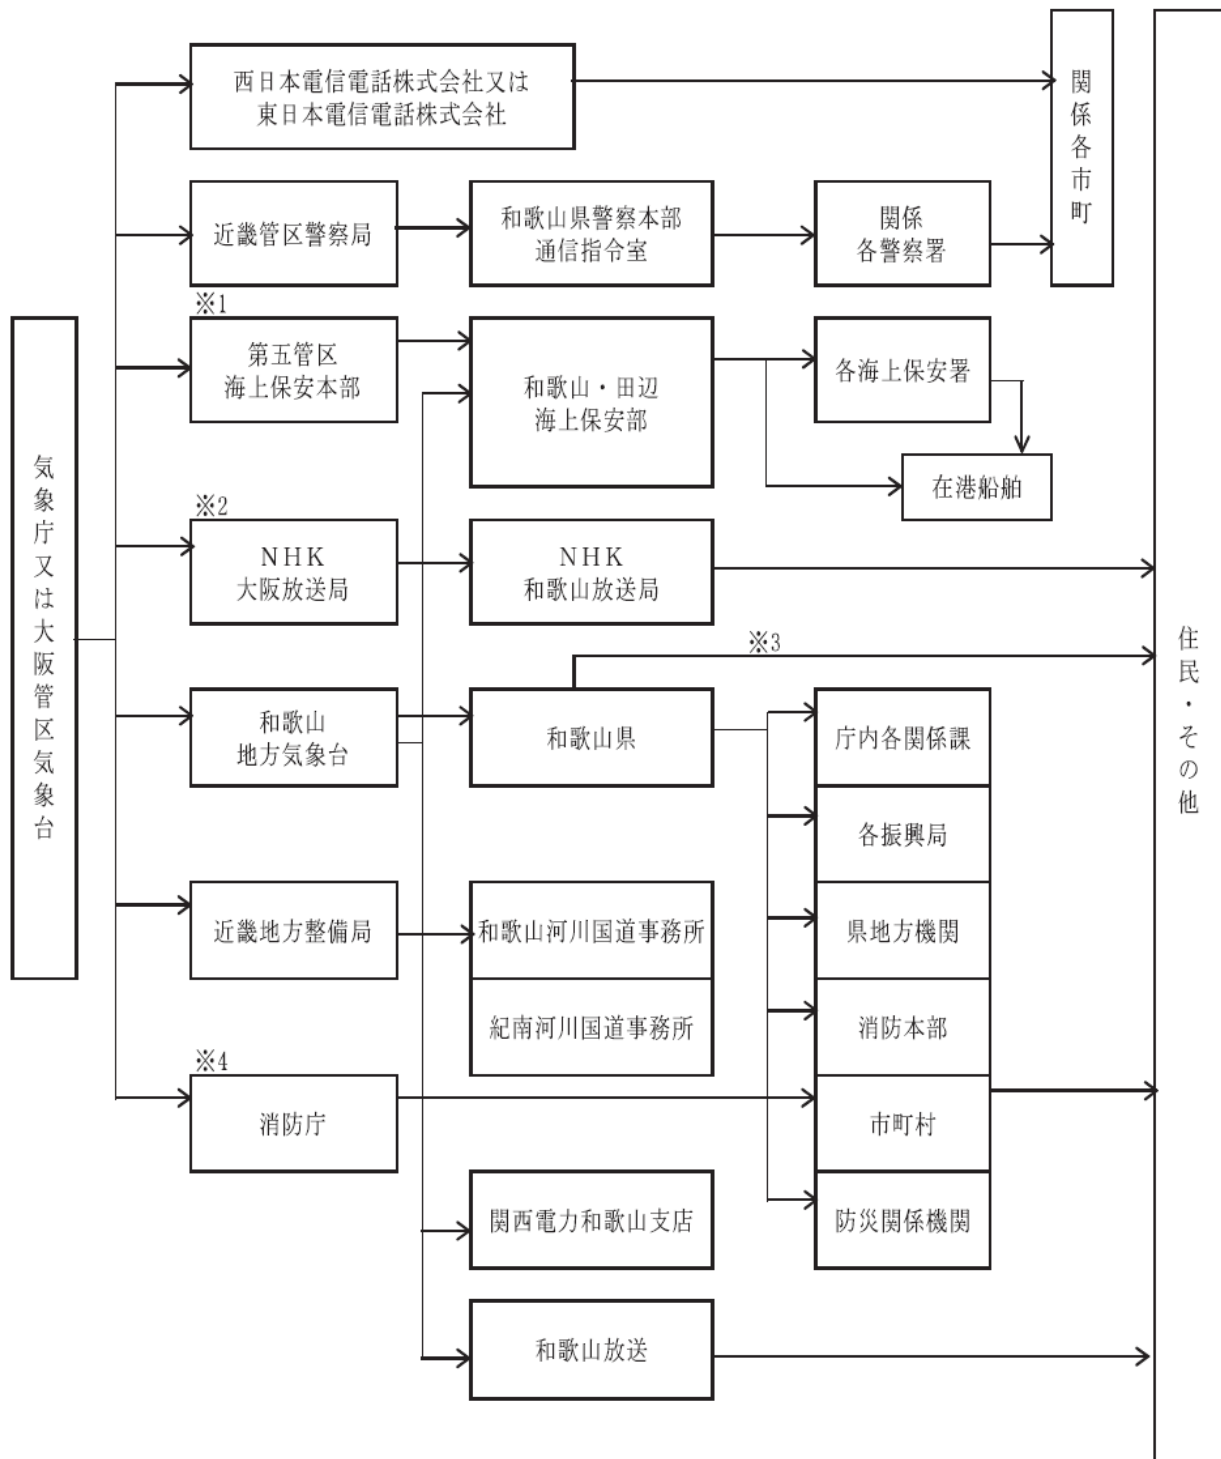 西日本電信電話株式会社又は
東日本電信電話株式会社
関係各市町
近畿管区警察局
和歌山県警察本部
通信指令室
関係
各警察署
※1
第五管区
海上保安本部
和歌山・田辺
海上保安部
各海上保安署
在港船舶
気象庁又は大阪管区気象台
※2
NHK
大阪放送局
NHK
和歌山放送局
※3
住民・その他
和歌山
地方気象台
和歌山県
庁内各関係課
各振興局
近畿地方整備局
和歌山河川国道事務所
県地方機関
紀南河川国道事務所
消防本部
※4
消防庁
市町村
関西電力和歌山支店
防災関係機関
和歌山放送